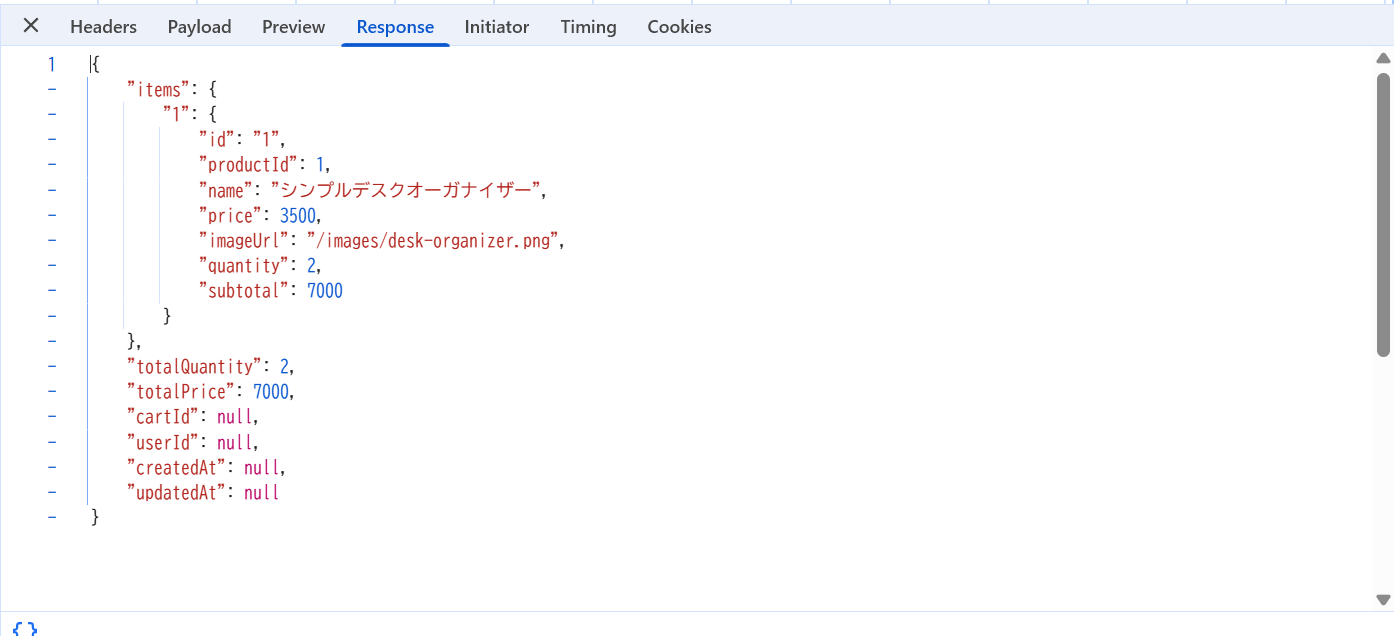 Headers Payload Preview Response Initiator Timing Cookies
1 {
- "items": {
- "1": {
- "id": "1",
- "productId": 1,
- "name": "シンプルデスクオーガナイザー",
- "price": 3500,
- "imageUrl": "/images/desk-organizer.png",
- "quantity": 2,
- "subtotal": 7000
- }
- },
- "totalQuantity": 2,
- "totalPrice": 7000,
- "cartId": null,
- "userId": null,
- "createdAt": null,
- "updatedAt": null
- }
{ }